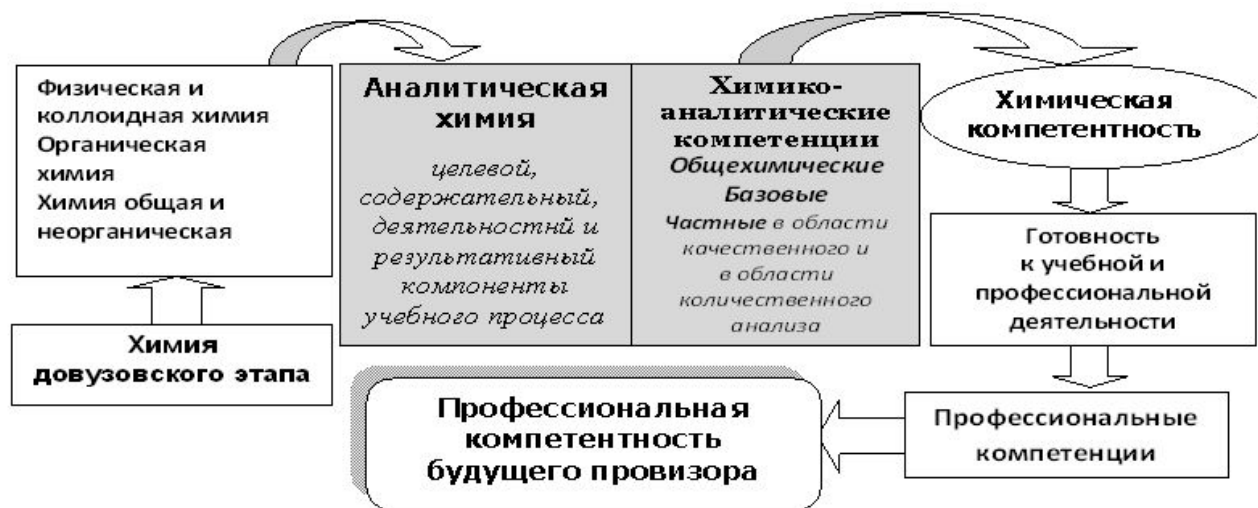 Физическая и
коллоидная химия
Органическая
химия
Химия общая и
неорганическая
Химия
довузовского этапа
Аналитическая
химия
целевой,
содержательный,
деятельностнй и
результативный
компоненты
учебного процесса
Химико-
аналитические
компетенции
Общехимические
Базовые
Частные в области
качественного и
в области
количественного
анализа
Химическая
компетентность
Готовность
к учебной и
профессиональной
деятельности
Профессиональные
компетенции
Профессиональная
компетентность
будущего провизора